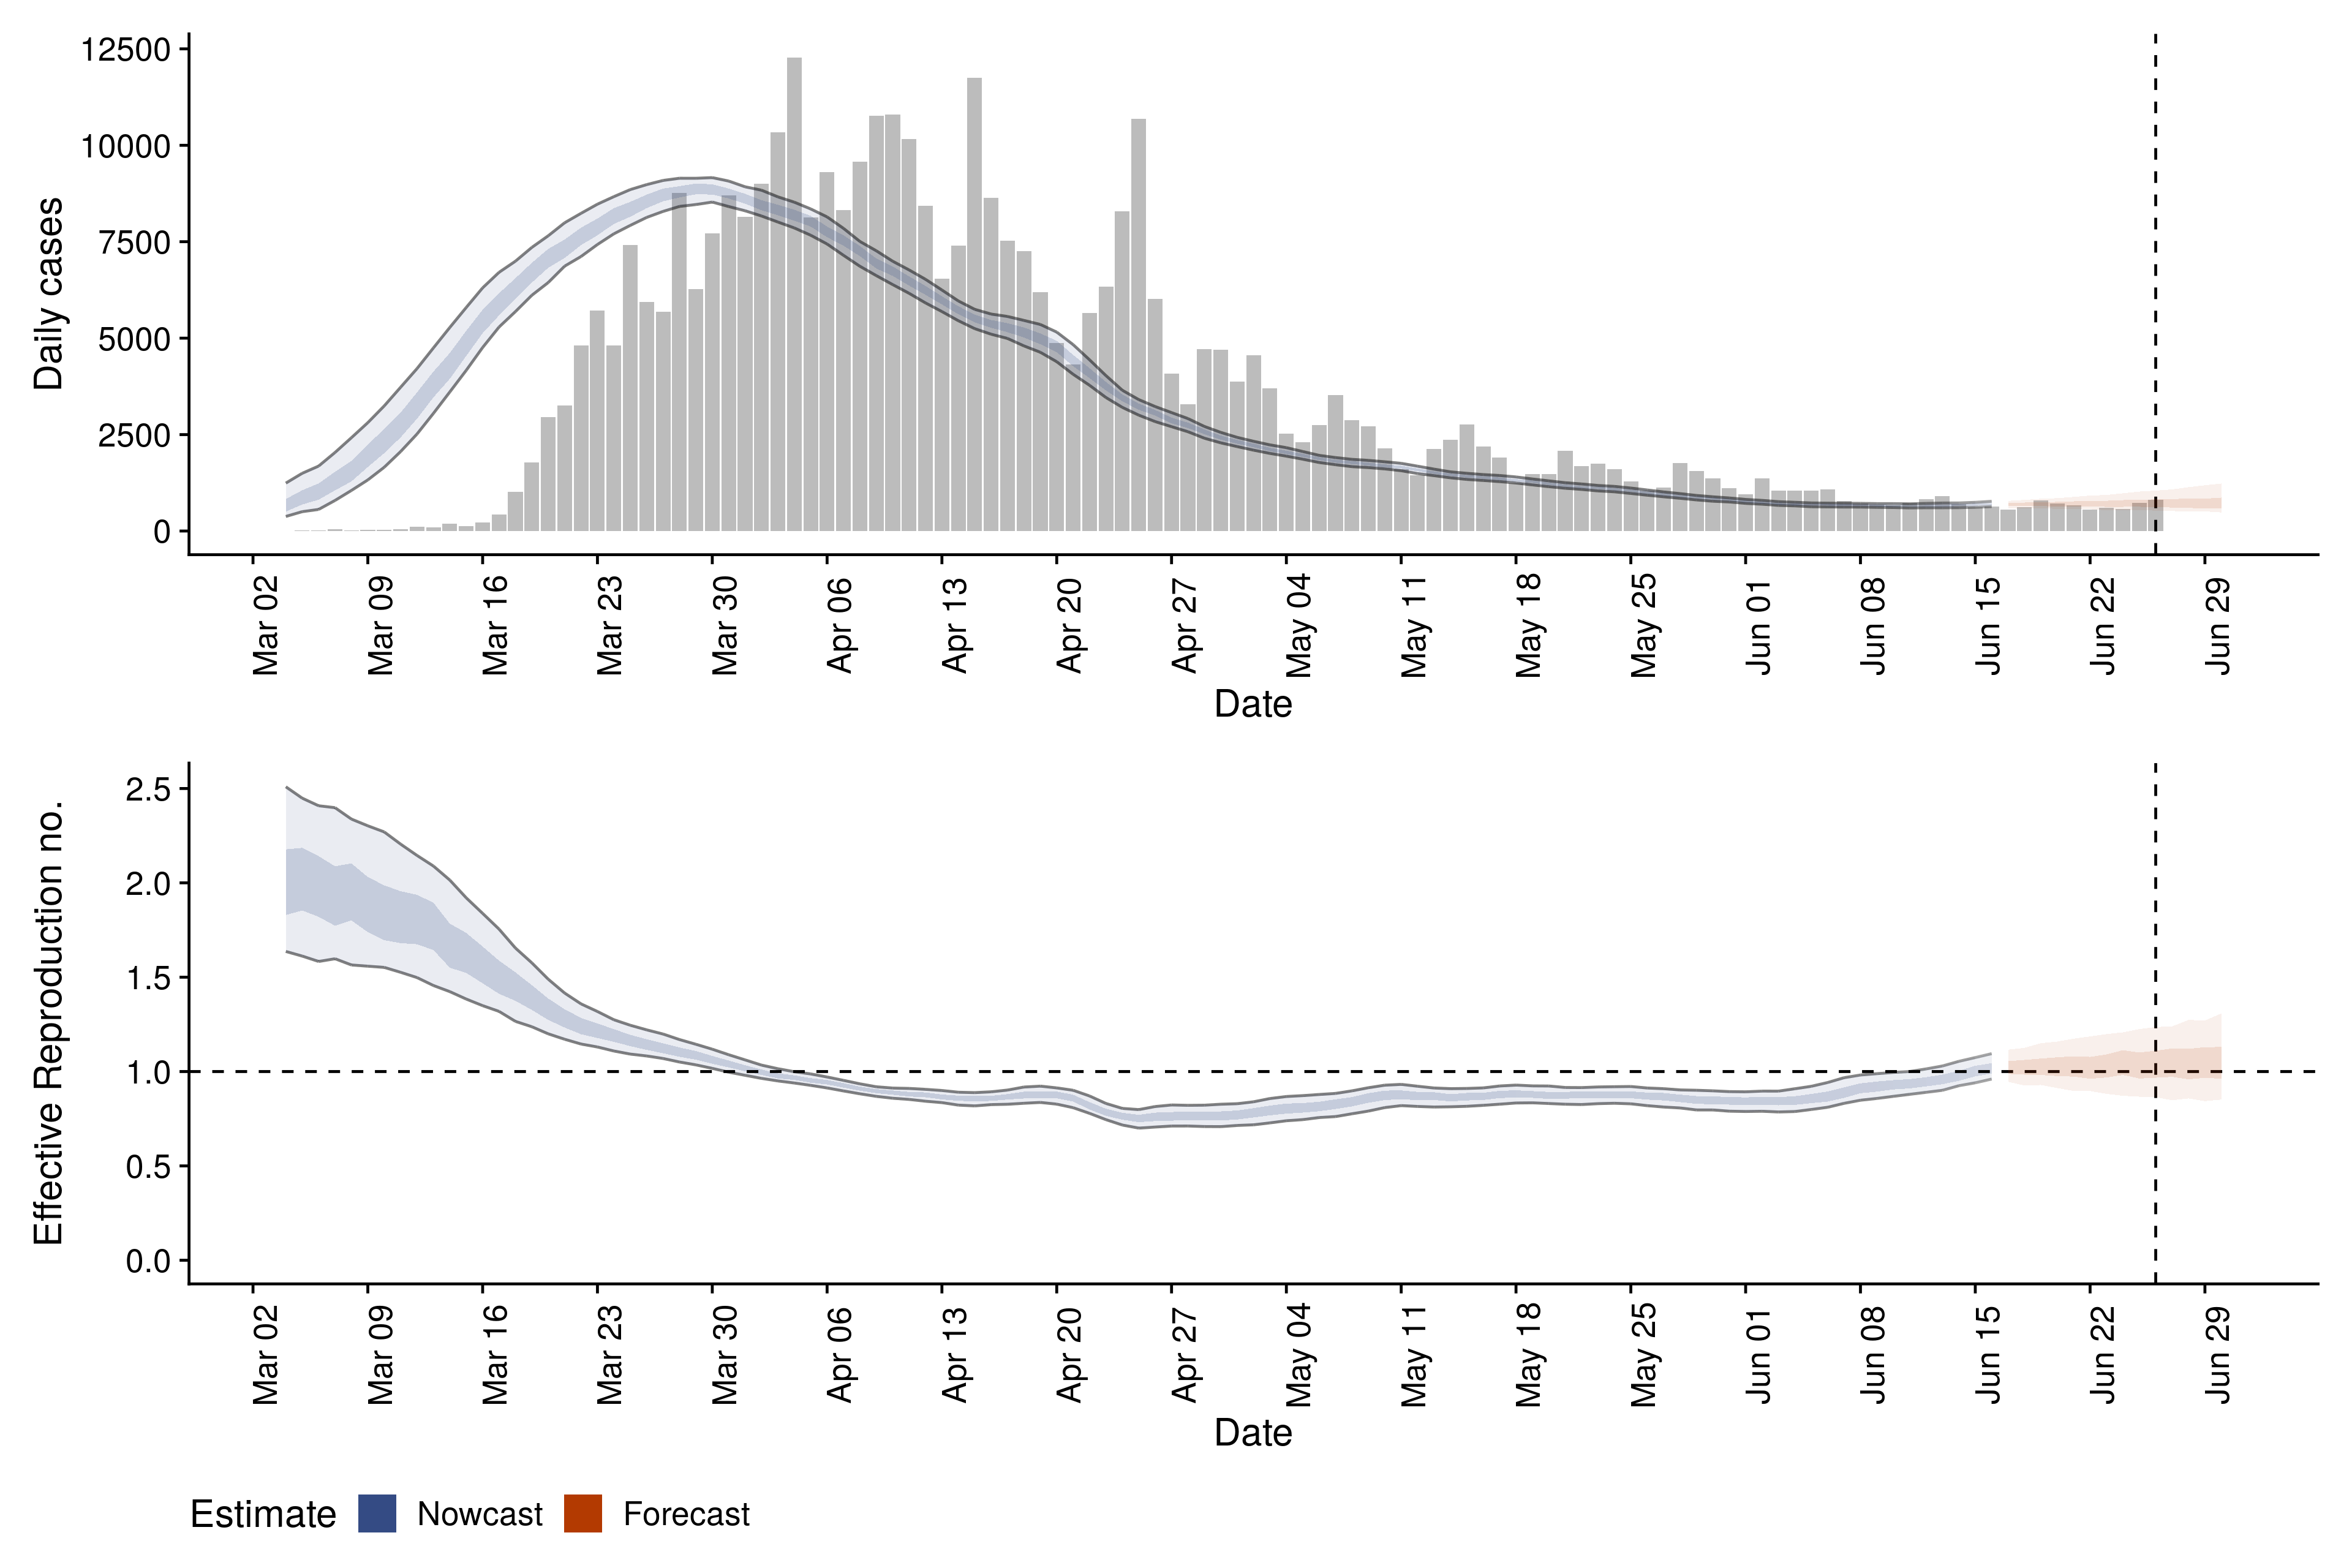 12500
10000
7500
5000
2500
0
Daily cases
Mar 02 Mar 09 Mar 16 Mar 23 Mar 30 Apr 06 Apr 13 Apr 20 Apr 27 May 04 May 11 May 18 May 25 Jun 01 Jun 08 Jun 15 Jun 22 Jun 29
Date
2.5
2.0
1.5
1.0
0.5
0.0
Effective Reproduction no.
Mar 02 Mar 09 Mar 16 Mar 23 Mar 30 Apr 06 Apr 13 Apr 20 Apr 27 May 04 May 11 May 18 May 25 Jun 01 Jun 08 Jun 15 Jun 22 Jun 29
Date
Estimate Nowcast Forecast